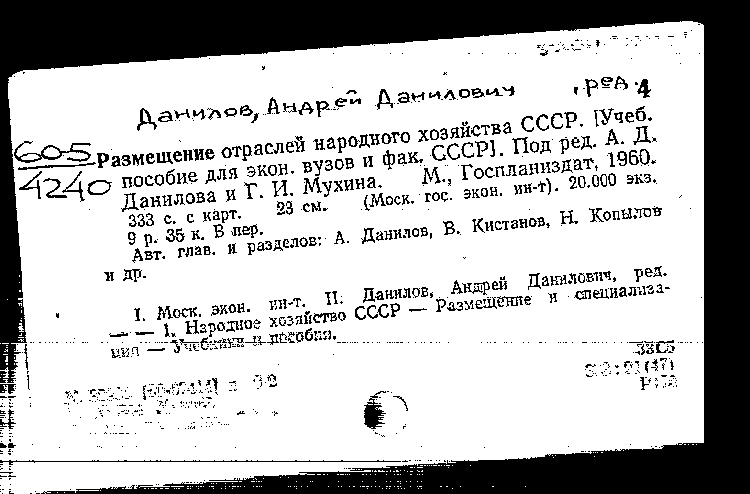 Данилов, Андрей Данилович , ред. 4
605
4240
Размещение отраслей народного хозяйства СССР. [Учеб.
пособие для экон. вузов и фак. СССР]. Под ред. А. Д.
Данилова и Г. И. Мухина. М., Госпланиздат, 1960.
333 с. с карт. 23 см. (Моск. гос. экон. ин-т). 20.000 экз.
9 р. 35 к. В пер.
Авт. глав. и разделов: А. Данилов, В. Кистанов, Н. Копылов
и др.
I. Моск. экон. ин-т. II. Данилов, Андрей Данилович, ред.
— — 1. Народное хозяйство СССР — Размещение и специализа-
ция — Учебники и пособия.
33С5